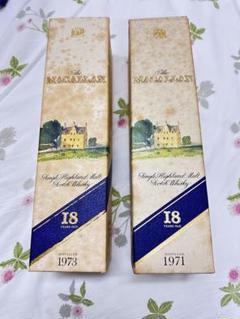 The
MACALLAN
Single Highland Malt
Scotch Whisky
18
YEARS OLD
DISTILLED
1973
The
MACALLAN
Single Highland Malt
Scotch Whisky
18
YEARS OLD
DISTILLED
1971